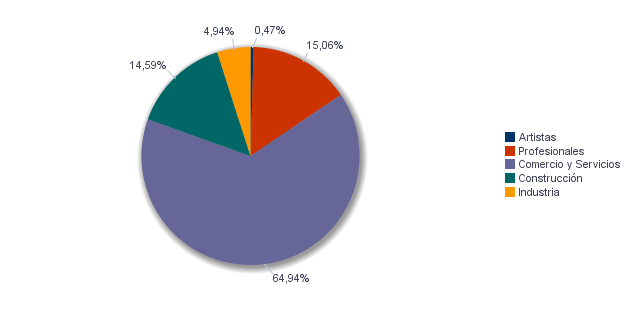 4,94%
0,47%
15,06%
14,59%
64,94%
Artistas
Profesionales
Comercio y Servicios
Construcción
Industria